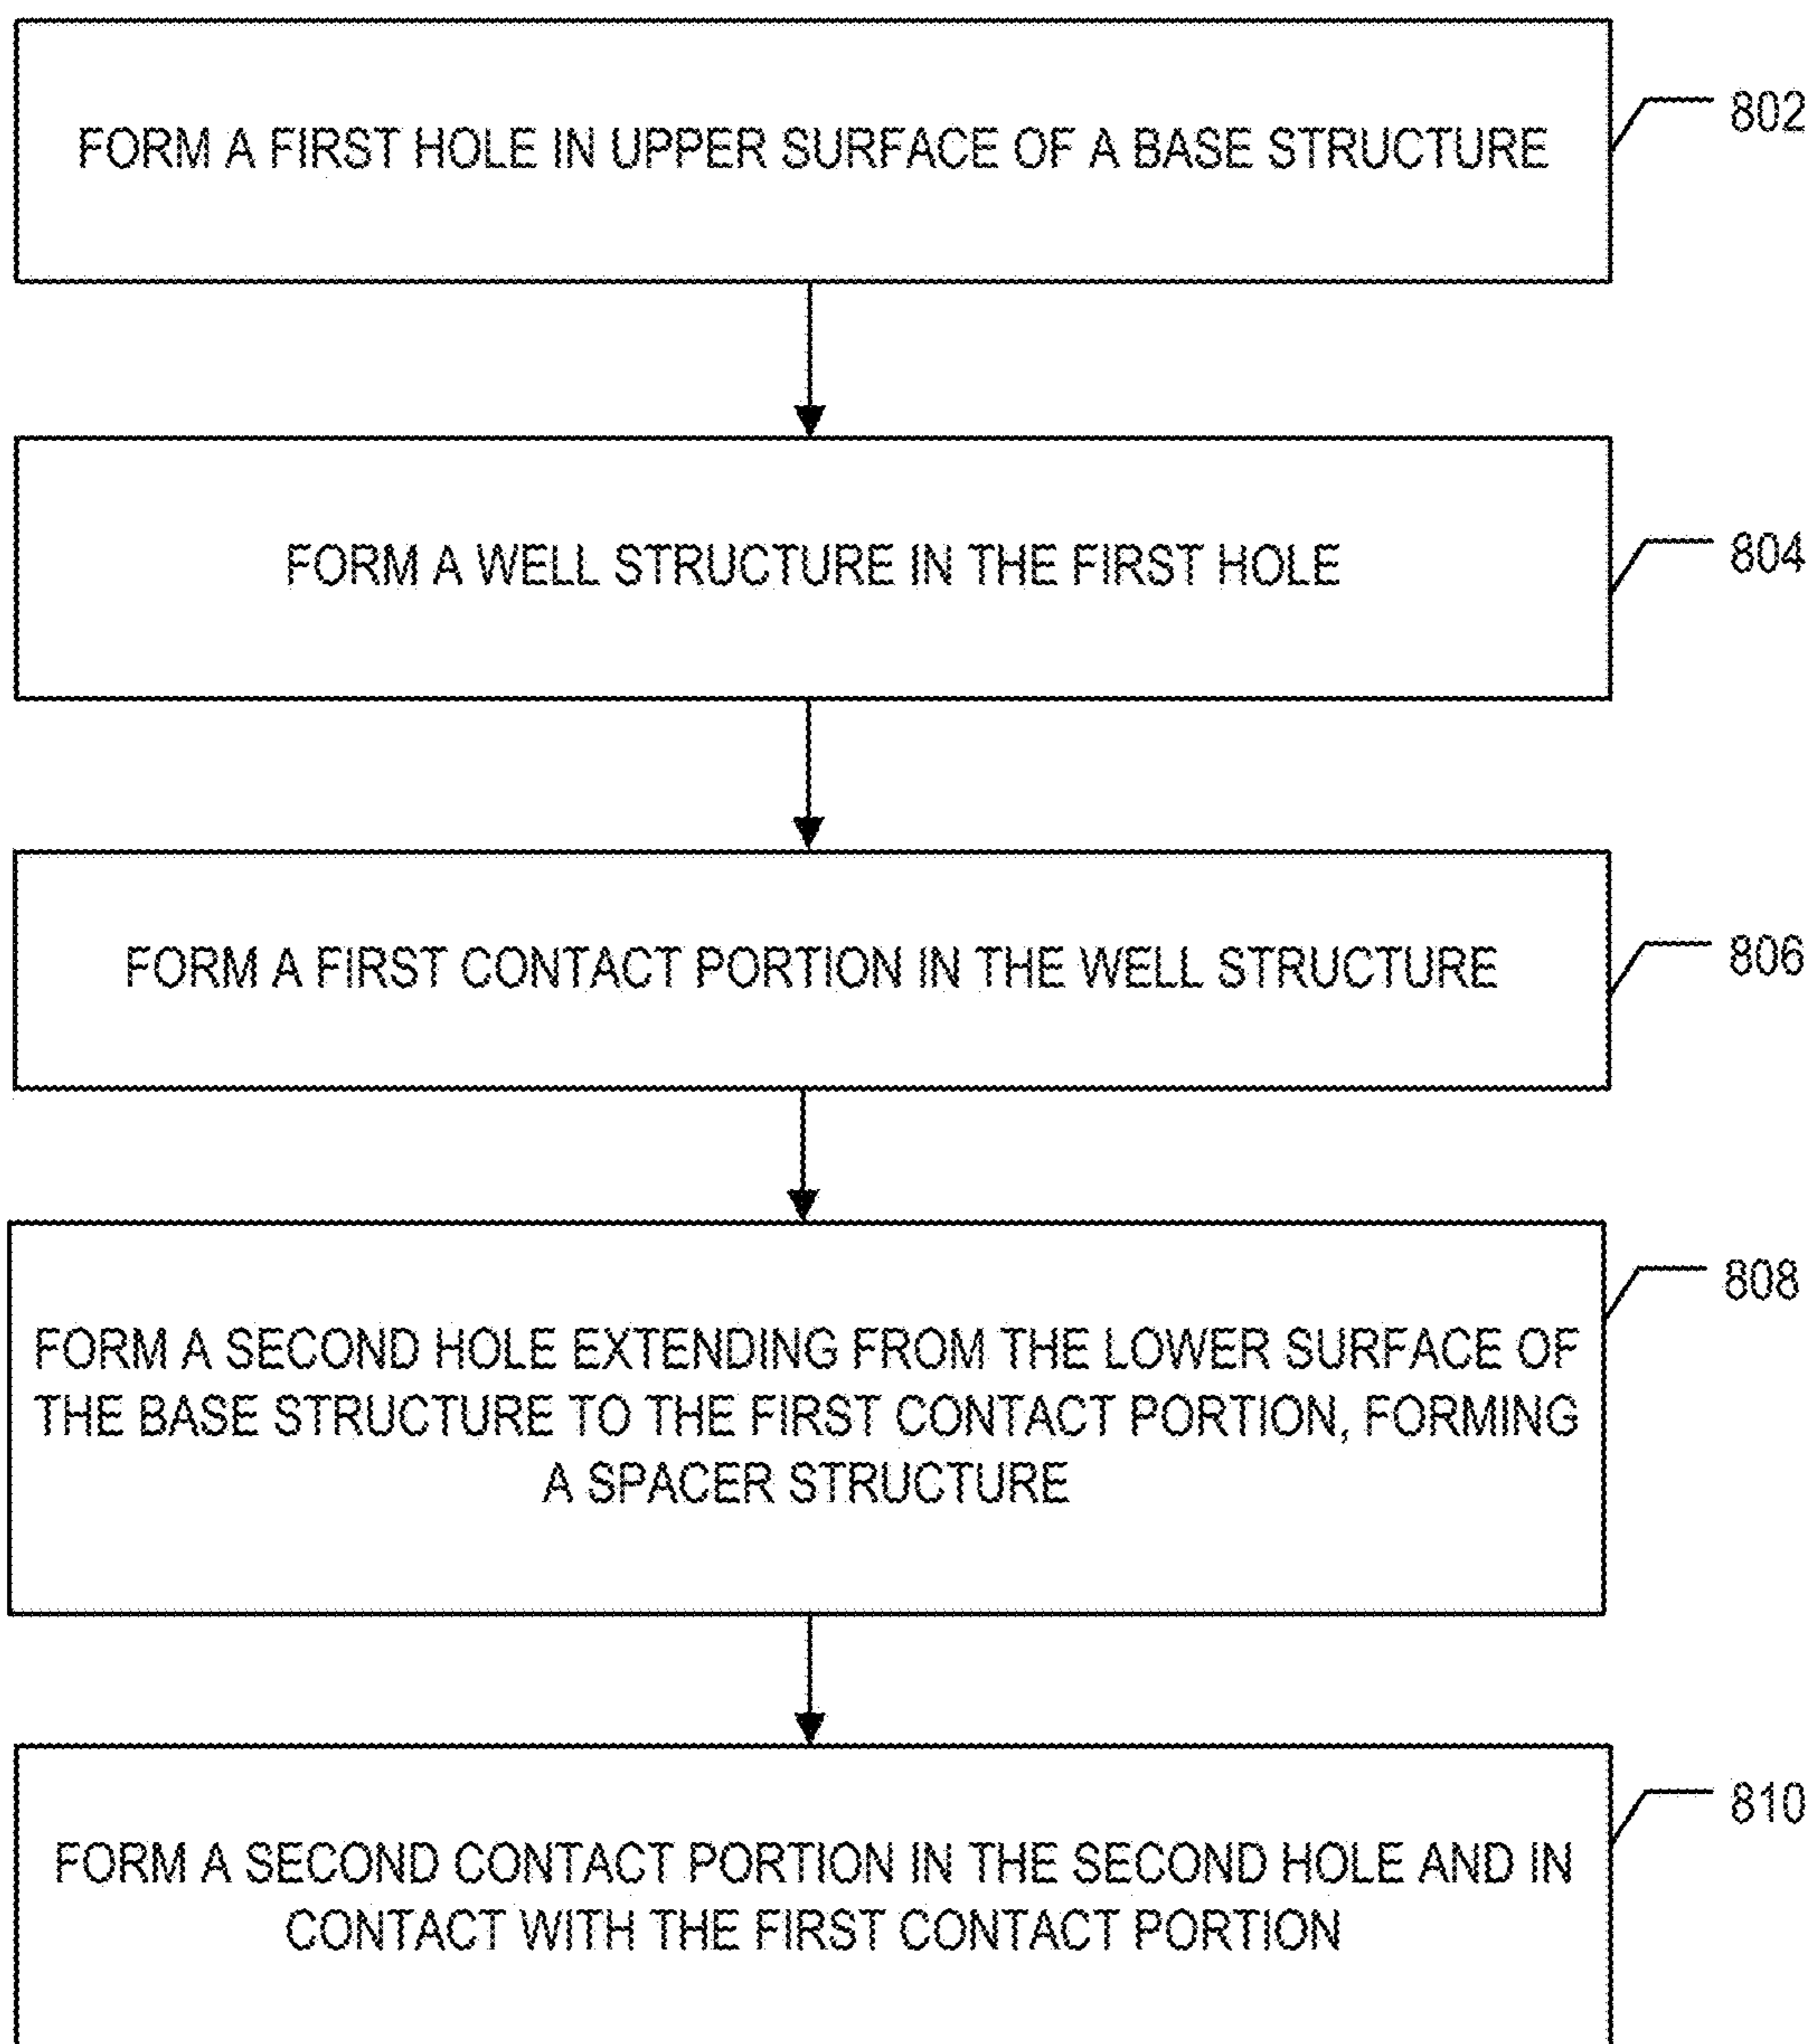 FORM A FIRST HOLE IN UPPER SURFACE OF A BASE STRUCTURE
802
FORM A WELL STRUCTURE IN THE FIRST HOLE
804
FORM A FIRST CONTACT PORTION IN THE WELL STRUCTURE
806
FORM A SECOND HOLE EXTENDING FROM THE LOWER SURFACE OF
THE BASE STRUCTURE TO THE FIRST CONTACT PORTION, FORMING
A SPACER STRUCTURE
808
FORM A SECOND CONTACT PORTION IN THE SECOND HOLE AND IN
CONTACT WITH THE FIRST CONTACT PORTION
810